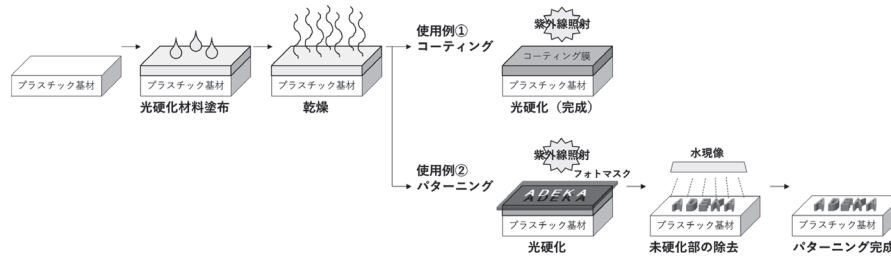 プラスチック基材
プラスチック基材
光硬化材料塗布
プラスチック基材
乾燥
使用例①
コーティング
紫外線照射
コーティング膜
プラスチック基材
光硬化（完成）
使用例②
パターニング
紫外線照射
フォトマスク
ADEKA
ADEKA
プラスチック基材
光硬化
水現像
ADEKA
プラスチック基材
未硬化部の除去
ADEKA
プラスチック基材
パターニング完成